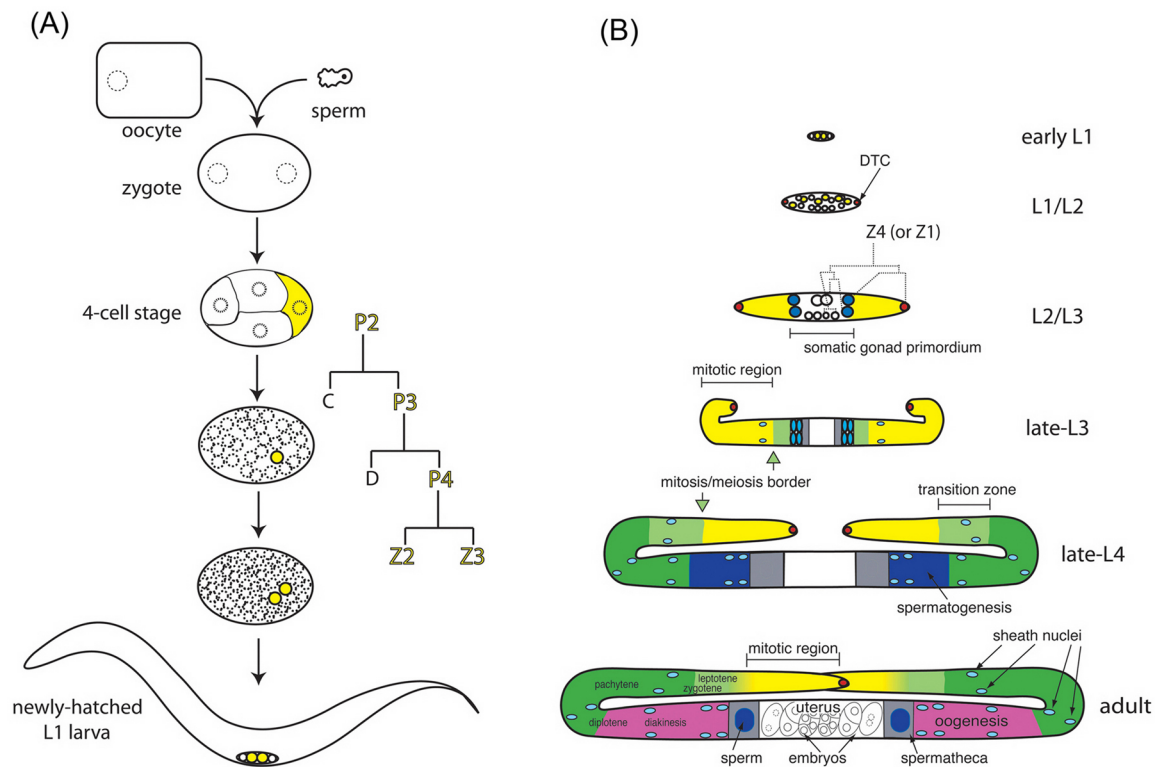 (A)
oocyte
sperm
zygote
4-cell stage
P2
C
P3
D
P4
Z2
Z3
newly-hatched
L1 larva
(B)
early L1
DTC
L1/L2
Z4 (or Z1)
L2/L3
somatic gonad primordium
mitotic region
late-L3
mitosis/meiosis border
transition zone
late-L4
spermatogenesis
sheath nuclei
mitotic region
leptotene
pachytene
zygotene
uterus
diplotene
diakinesis
oogenesis
adult
sperm
embryos
spermatheca